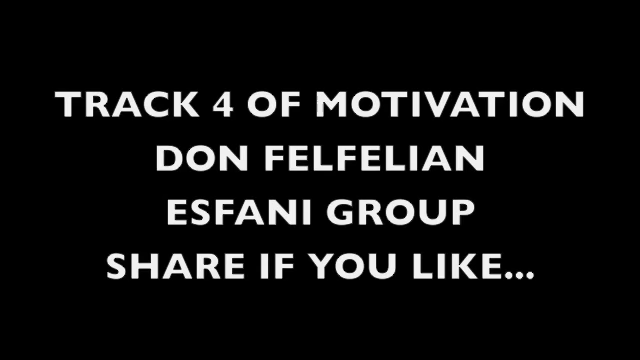 TRACK 4 OF MOTIVATION
DON FELFELIAN
ESFANI GROUP
SHARE IF YOU LIKE...